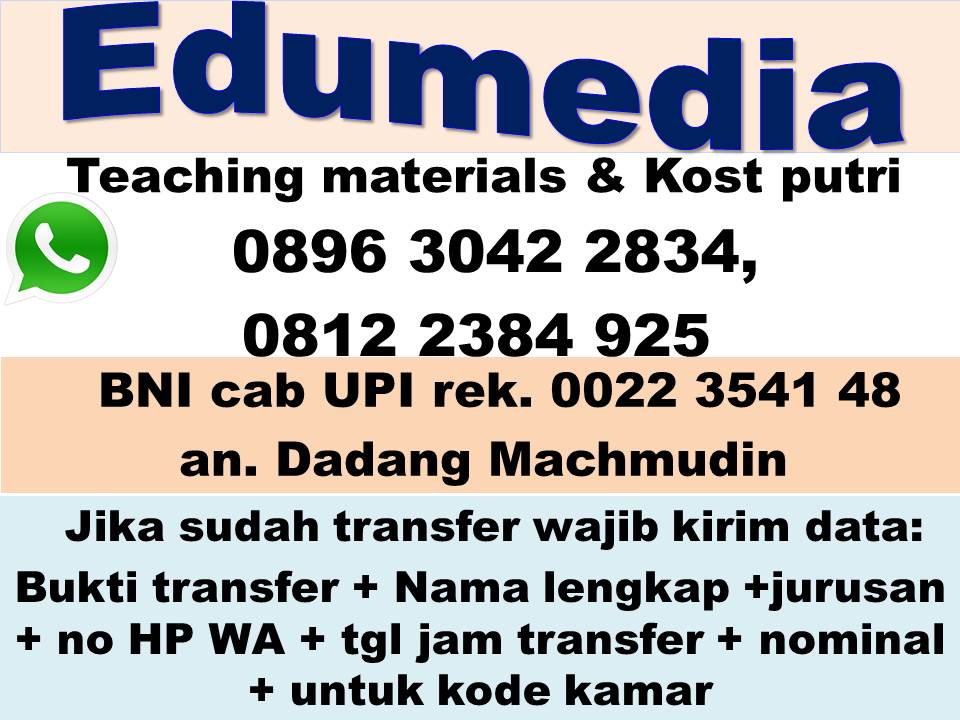 Edumedia
Teaching materials & Kost putri
0896 3042 2834,
0812 2384 925
BNI cab UPI rek. 0022 3541 48
an. Dadang Machmudin
Jika sudah transfer wajib kirim data:
Bukti transfer + Nama lengkap +jurusan
+ no HP WA + tgl jam transfer + nominal
+ untuk kode kamar